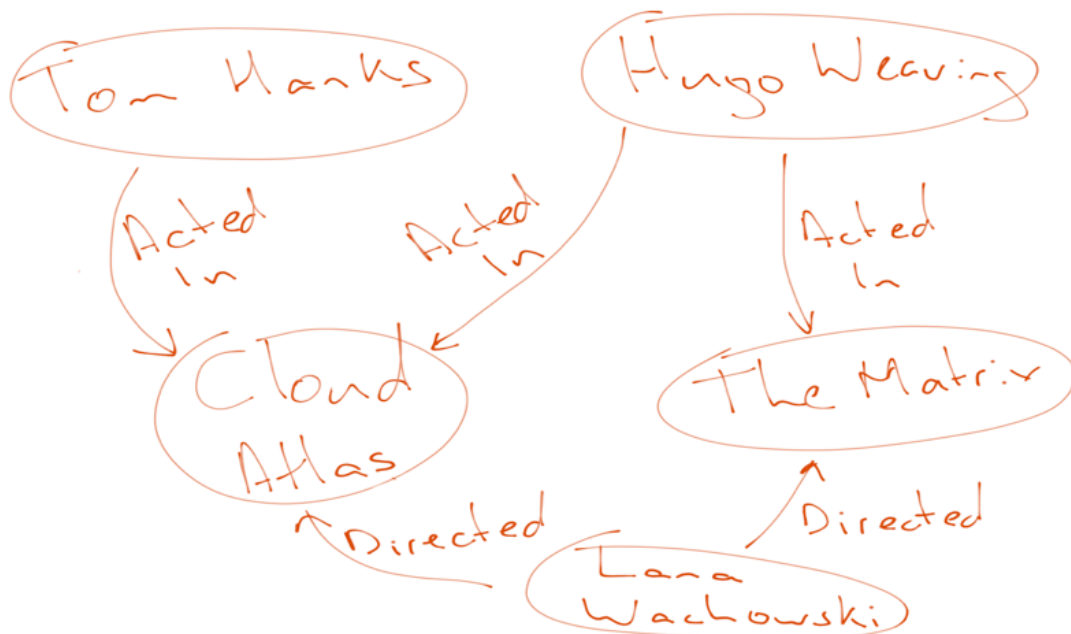 Tom Hanks
Hugo Weaving
Acted
In
Acted
In
Acted
In
Cloud
Atlas
The Matrix
Directed
Directed
Lana
Wachowski